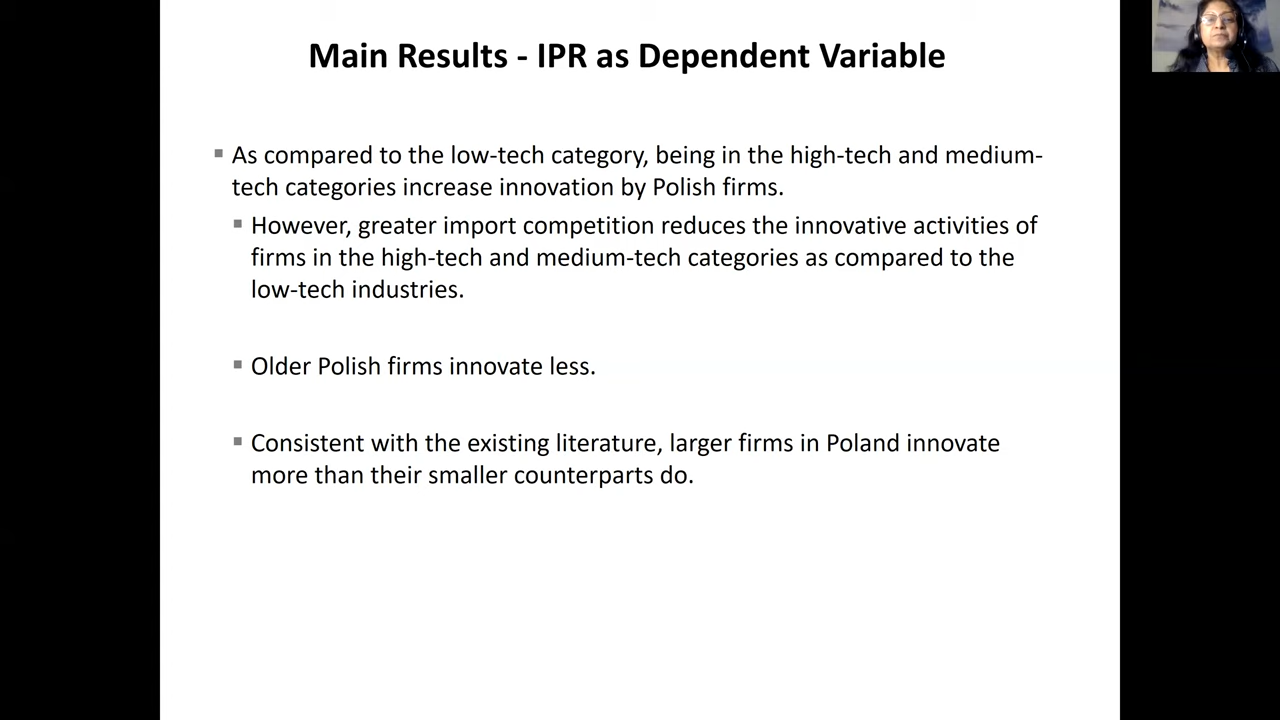 Main Results - IPR as Dependent Variable
▪ As compared to the low-tech category, being in the high-tech and medium-
tech categories increase innovation by Polish firms.
▪ However, greater import competition reduces the innovative activities of
firms in the high-tech and medium-tech categories as compared to the
low-tech industries.
▪ Older Polish firms innovate less.
▪ Consistent with the existing literature, larger firms in Poland innovate
more than their smaller counterparts do.